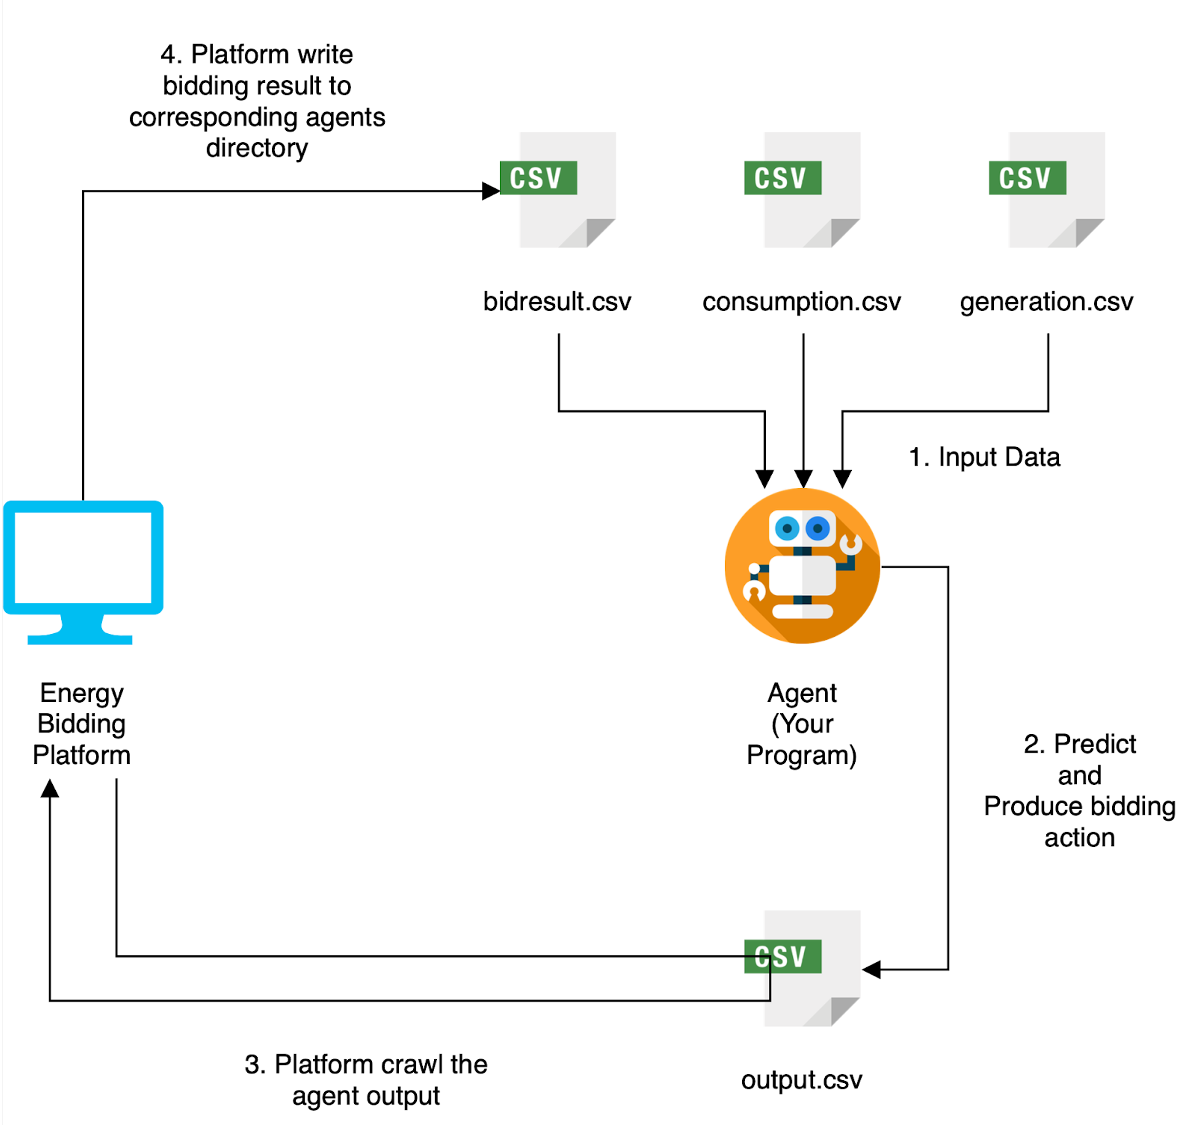 4. Platform write
bidding result to
corresponding agents
directory
CSV
CSV
CSV
bidresult.csv
consumption.csv
generation.csv
1. Input Data
Energy
Bidding
Platform
Agent
(Your
Program)
2. Predict
and
Produce bidding
action
CSV
3. Platform crawl the
agent output
output.csv